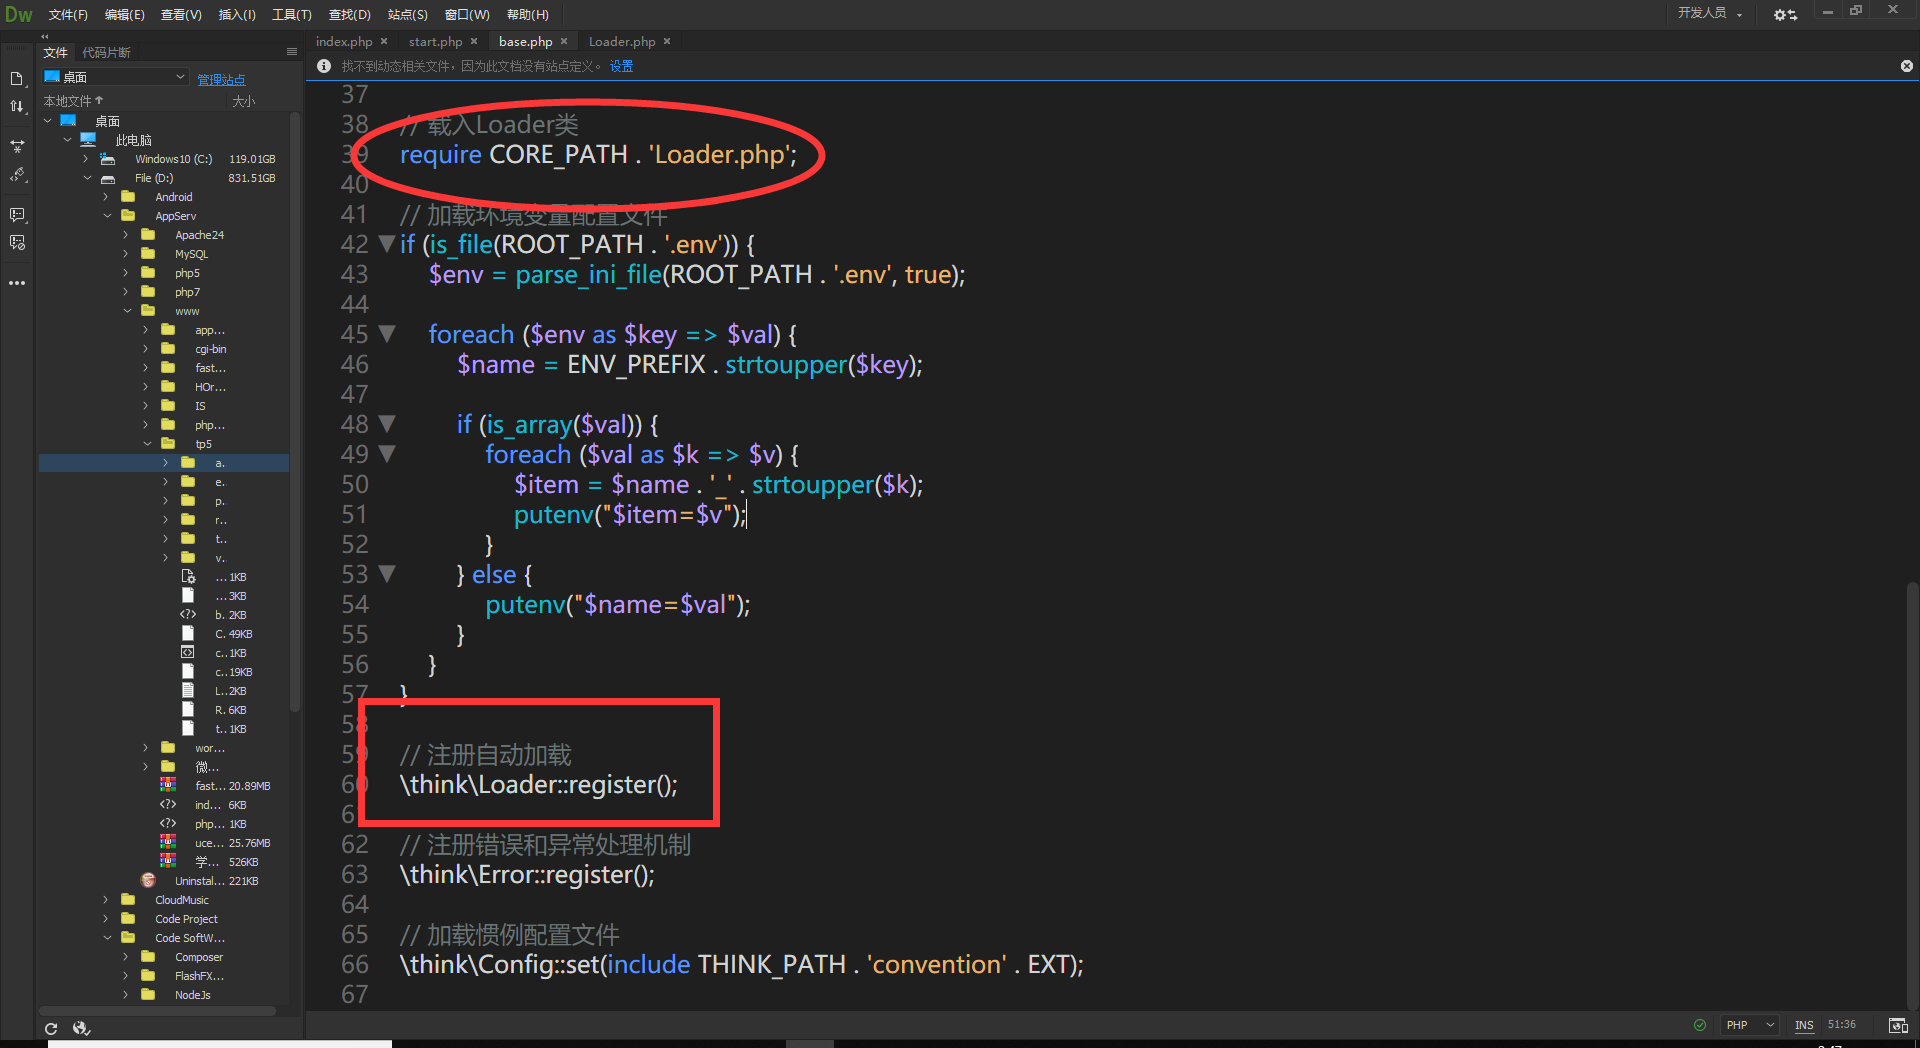 Dw 文件(F) 编辑(E) 查看(V) 插入(I) 工具(T) 查找(D) 站点(S) 窗口(W) 帮助(H) 开发人员
文件 代码片断
index.php × start.php × base.php × Loader.php ×
桌面 管理站点
找不到动态相关文件，因为此文档没有站点定义。 设置
本地文件↑ 大小
桌面
此电脑
Windows10 (C:) 119.01GB
File (D:) 831.51GB
Android
AppServ
Apache24
MySQL
php5
php7
www
app...
cgi-bin
fast...
HOr...
IS
php...
tp5
a..
e..
p..
r..
t..
v..
... 1KB
... 3KB
b.. 2KB
C. 49KB
c... 1KB
c.. 19KB
L.. 2KB
R. 6KB
t... 1KB
wor...
微...
fast... 20.89MB
ind... 6KB
php... 1KB
uce... 25.76MB
学... 526KB
Uninstal... 221KB
CloudMusic
Code Project
Code SoftW...
Composer
FlashFX...
NodeJs
37
38 // 载入Loader类
39 require CORE_PATH . 'Loader.php';
40
41 // 加载环境变量配置文件
42 if (is_file(ROOT_PATH . '.env')) {
43 $env = parse_ini_file(ROOT_PATH . '.env', true);
44
45 foreach ($env as $key => $val) {
46 $name = ENV_PREFIX . strtoupper($key);
47
48 if (is_array($val)) {
49 foreach ($val as $k => $v) {
50 $item = $name . '_' . strtoupper($k);
51 putenv("$item=$v");
52 }
53 } else {
54 putenv("$name=$val");
55 }
56 }
57 }
58
59 // 注册自动加载
60 \think\Loader::register();
61
62 // 注册错误和异常处理机制
63 \think\Error::register();
64
65 // 加载惯例配置文件
66 \think\Config::set(include THINK_PATH . 'convention' . EXT);
67
PHP INS 51:36